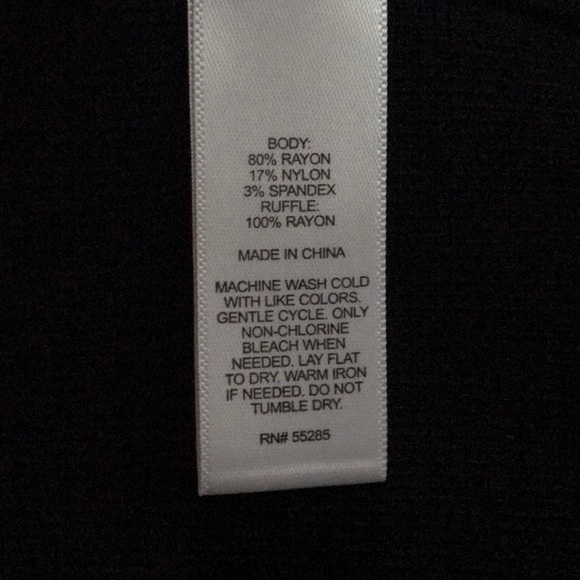 BODY:
80% RAYON
17% NYLON
3% SPANDEX
RUFFLE:
100% RAYON
MADE IN CHINA
MACHINE WASH COLD
WITH LIKE COLORS.
GENTLE CYCLE. ONLY
NON-CHLORINE
BLEACH WHEN
NEEDED. LAY FLAT
TO DRY. WARM IRON
IF NEEDED. DO NOT
TUMBLE DRY.
RN# 55285